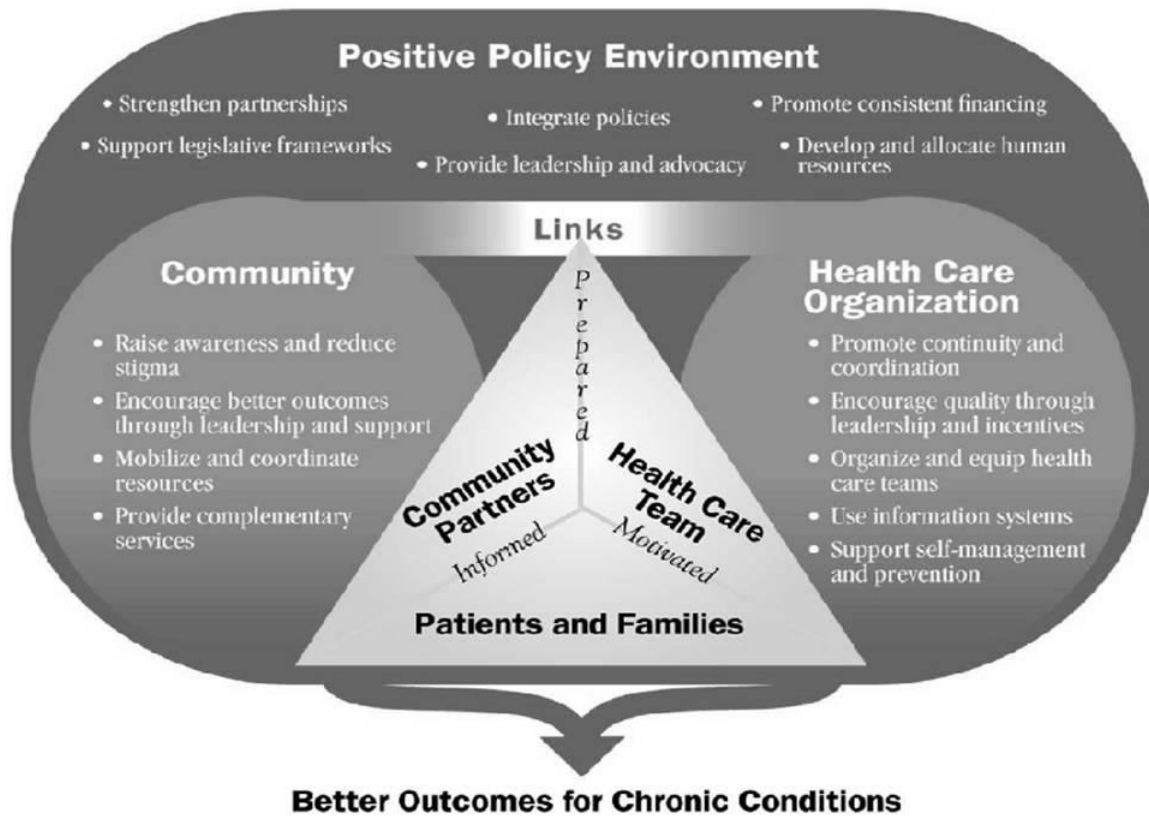 Positive Policy Environment
• Strengthen partnerships
• Support legislative frameworks
• Integrate policies
• Provide leadership and advocacy
• Promote consistent financing
• Develop and allocate human
resources
Links
Community
• Raise awareness and reduce
stigma
• Encourage better outcomes
through leadership and support
• Mobilize and coordinate
resources
• Provide complementary
services
Prepared
Community
Partners
Informed
Health Care
Team
Motivated
Patients and Families
Health Care
Organization
• Promote continuity and
coordination
• Encourage quality through
leadership and incentives
• Organize and equip health
care teams
• Use information systems
• Support self-management
and prevention
Better Outcomes for Chronic Conditions